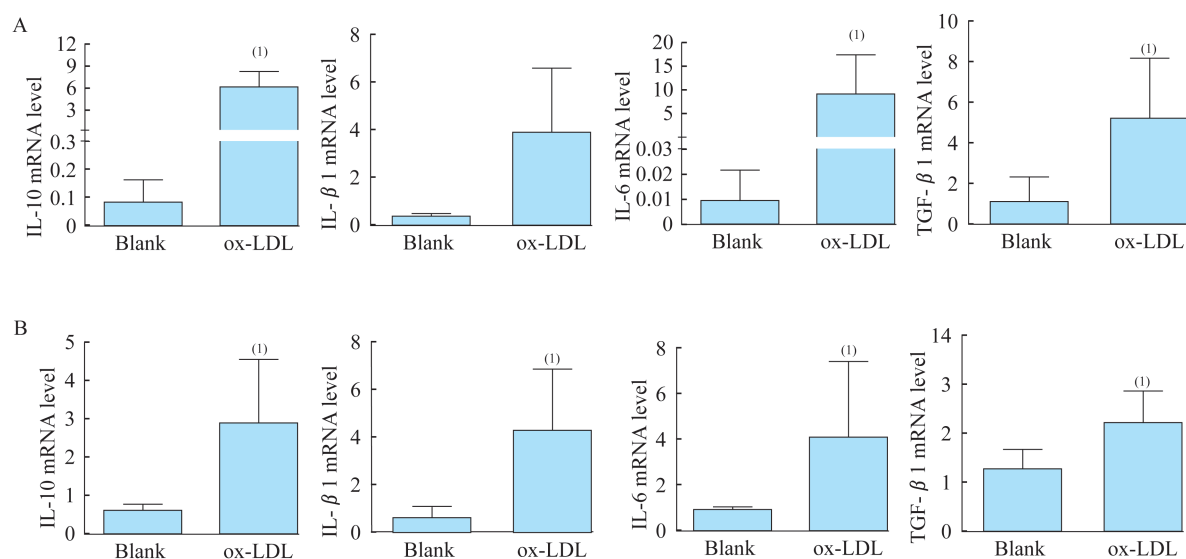 A
IL-10 mRNA level
12
9
6
3
0.3
0.2
0.1
0
(1)
Blank
ox-LDL
IL- β 1 mRNA level
8
6
4
2
0
Blank
ox-LDL
IL-6 mRNA level
20
15
10
5
0.03
0.02
0.01
0
(1)
Blank
ox-LDL
TGF- β 1 mRNA level
10
8
6
4
2
0
(1)
Blank
ox-LDL
B
IL-10 mRNA level
5
4
3
2
1
0
(1)
Blank
ox-LDL
IL- β 1 mRNA level
8
6
4
2
0
(1)
Blank
ox-LDL
IL-6 mRNA level
8
6
4
2
0
(1)
Blank
ox-LDL
TGF- β 1 mRNA level
14
3
2
1
0
(1)
Blank
ox-LDL